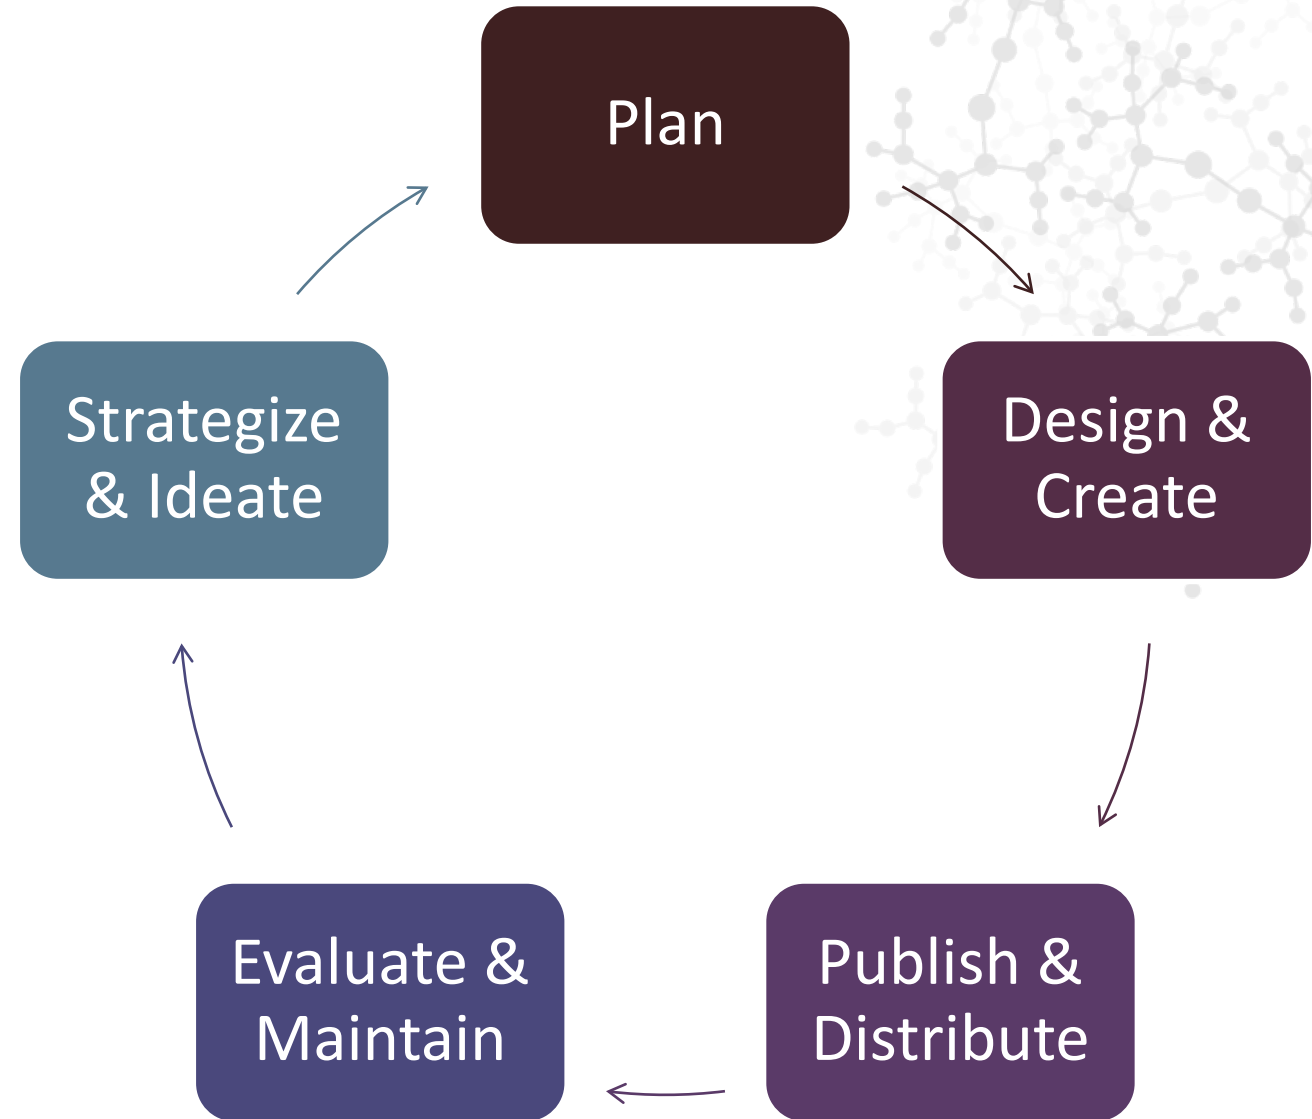 Plan
Design &
Create
Publish &
Distribute
Evaluate &
Maintain
Strategize
& Ideate